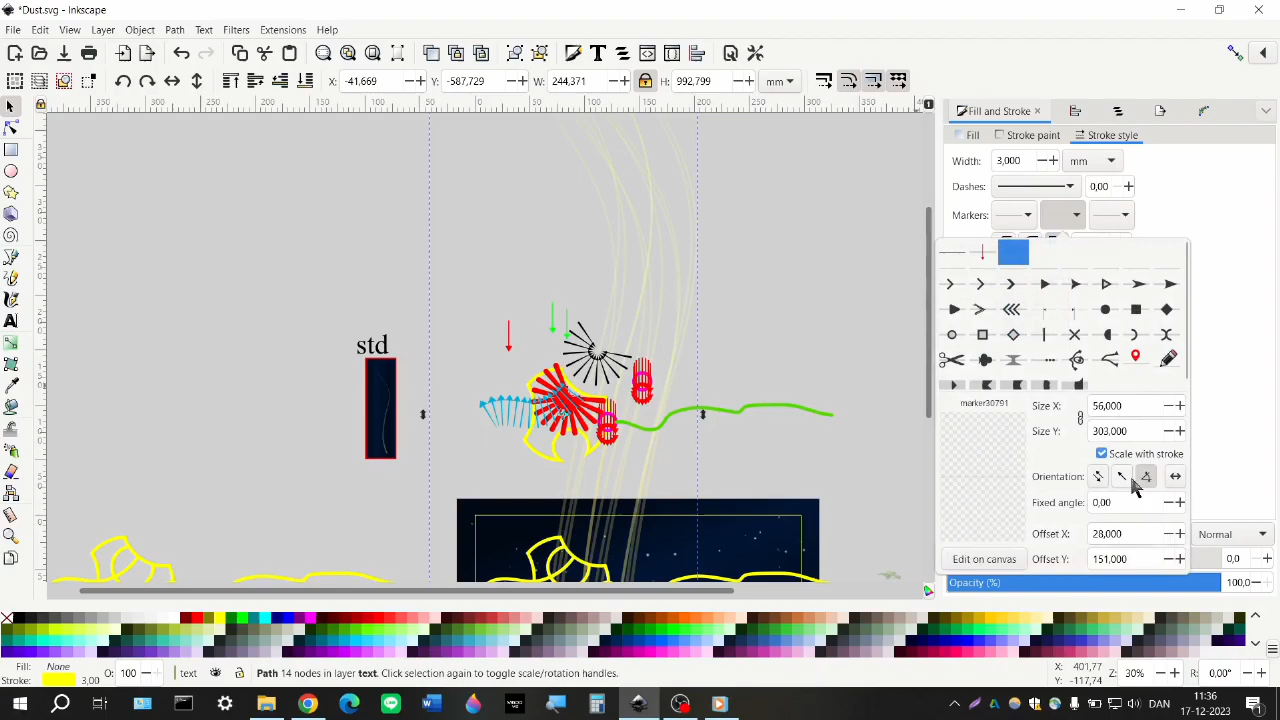 *Dust.svg - Inkscape
File Edit View Layer Object Path Text Filters Extensions Help
X: -41,669 Y: -587,729 W: 244,371 H: 992,799 mm
Fill and Stroke
Fill Stroke paint Stroke style
Width: 3,000 mm
Dashes: 0,00
Markers:
std
marker30791
Size X 56,000
Size Y: 303,000
Scale with stroke
Orientation:
Fixed angle: 0,00
Offset X: 28,000
Normal
Edit on canvas Offset Y: 151,000
0,0
Opacity (%) 100,0
Fill: None
Stroke: 3,00
O: 100
text
Path 14 nodes in layer text. Click selection again to toggle scale/rotation handles.
X: 401,77
Y: -117,74
Z: 30%
R: 0,00°
DAN
11:36
17-12-2023